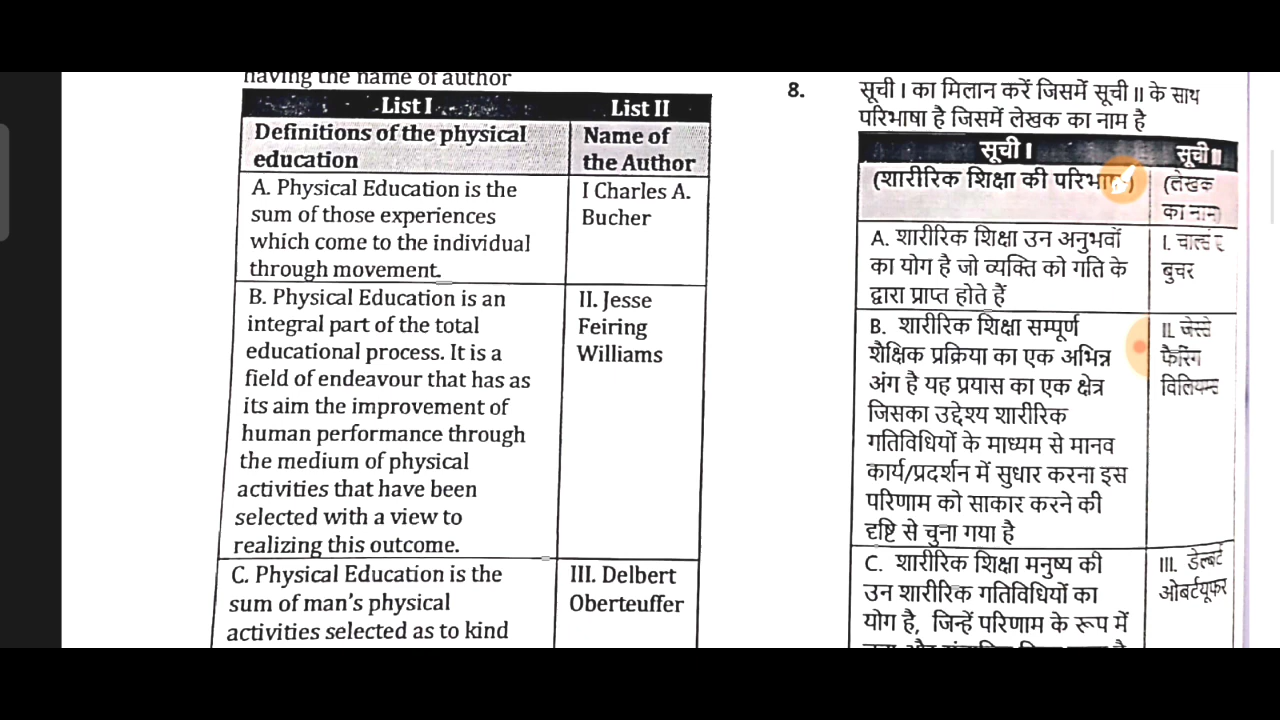 having the name of author
List I
List II
Definitions of the physical
education
Name of
the Author
A. Physical Education is the
sum of those experiences
which come to the individual
through movement.
I Charles A.
Bucher
B. Physical Education is an
integral part of the total
educational process. It is a
field of endeavour that has as
its aim the improvement of
human performance through
the medium of physical
activities that have been
selected with a view to
realizing this outcome.
II. Jesse
Feiring
Williams
C. Physical Education is the
sum of man's physical
activities selected as to kind
III. Delbert
Oberteuffer
8.
सूची I का मिलान करें जिसमें सूची II के साथ
परिभाषा है जिसमें लेखक का नाम है
सूची I
सूची II
(शारीरिक शिक्षा की
(लेखक
का नाम)
A. शारीरिक शिक्षा उन अनुभवों
का योग है जो व्यक्ति को गति के
द्वारा प्राप्त होते हैं
I.
बुचर
B. शारीरिक शिक्षा सम्पूर्ण
शैक्षिक प्रक्रिया का एक अभिन्न
अंग है यह प्रयास का एक क्षेत्र
जिसका उद्देश्य शारीरिक
गतिविधियों के माध्यम से मानव
कार्य/प्रदर्शन में सुधार करना इस
परिणाम को साकार करने की
दृष्टि से चुना गया है
II. जेस्से
फैरिंग
विलियम्स
C. शारीरिक शिक्षा मनुष्य की
उन शारीरिक गतिविधियों का
योग है, जिन्हें परिणाम के रूप में
III. डेल्बर्ट
ओबर्टयूफर